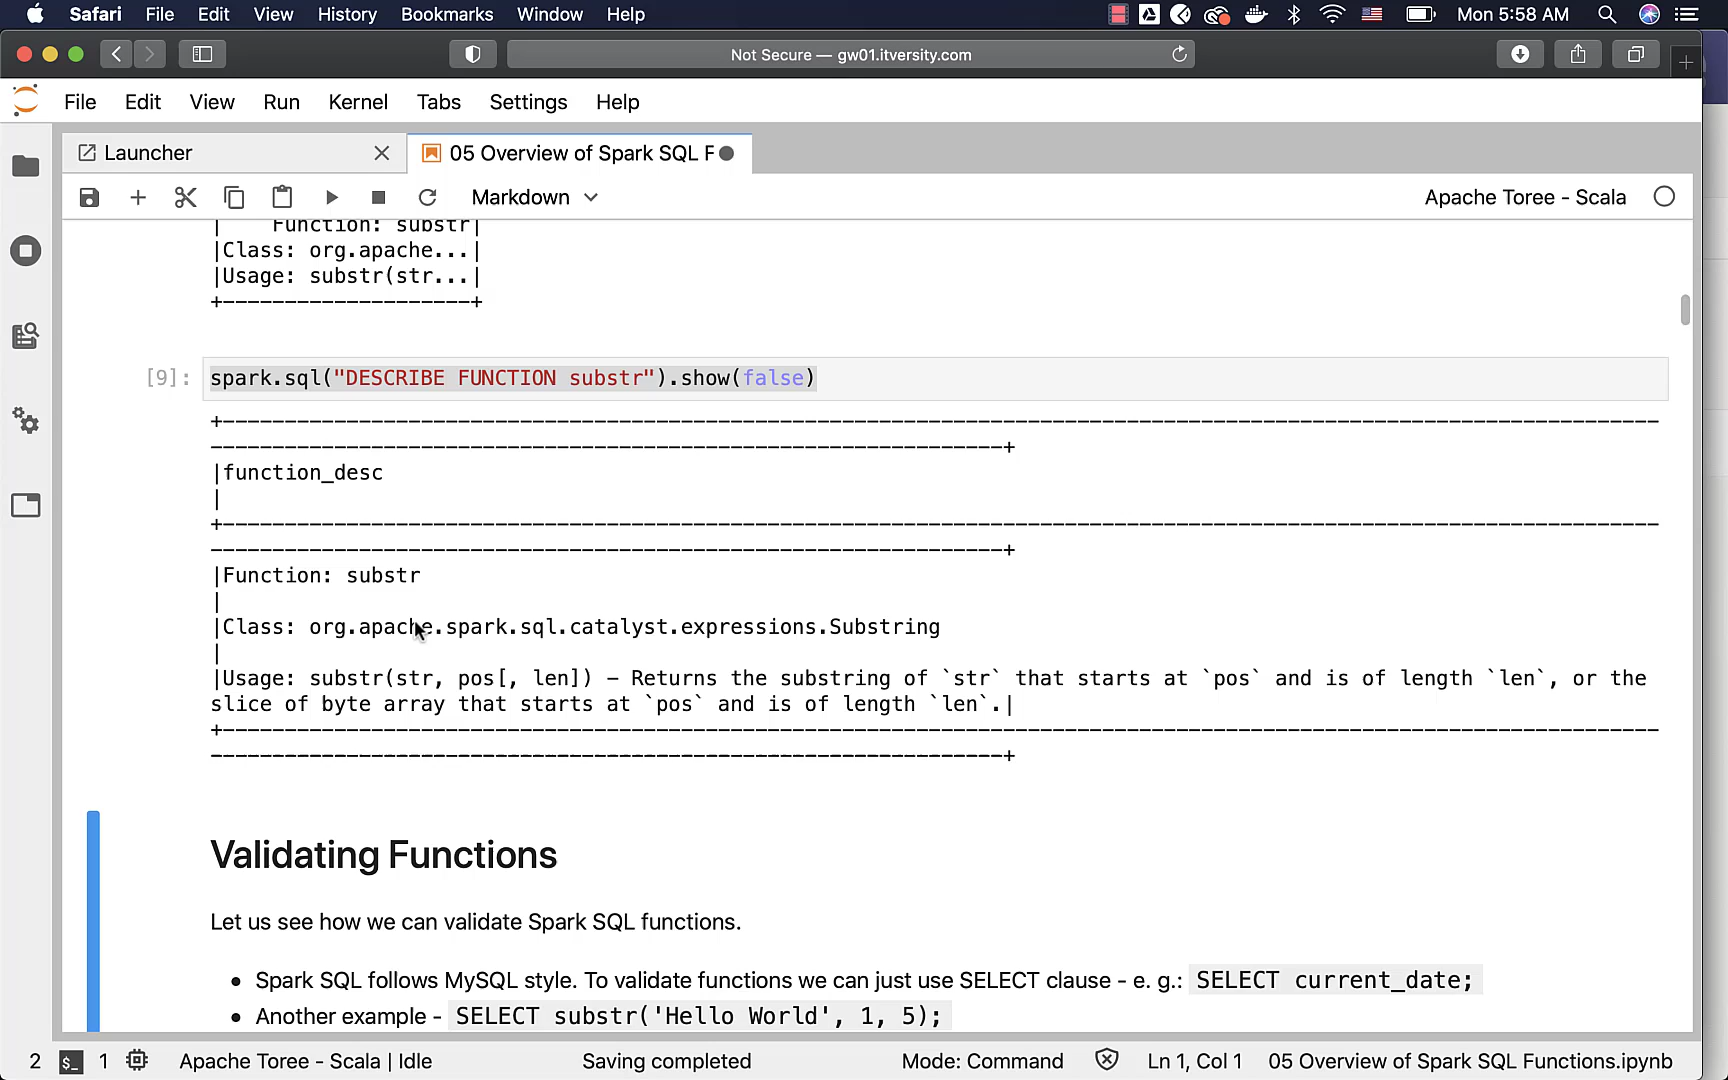 Safari File Edit View History Bookmarks Window Help Mon 5:58 AM
Not Secure — gw01.itversity.com
File Edit View Run Kernel Tabs Settings Help
Launcher 05 Overview of Spark SQL F
Markdown Apache Toree - Scala
|    Function: substr|
|Class: org.apache...|
|Usage: substr(str...|
+--------------------+
[9]: spark.sql("DESCRIBE FUNCTION substr").show(false)
|function_desc
|
|Function: substr
|
|Class: org.apache.spark.sql.catalyst.expressions.Substring
|
|Usage: substr(str, pos[, len]) - Returns the substring of `str` that starts at `pos` and is of length `len`, or the
slice of byte array that starts at `pos` and is of length `len`.|
Validating Functions
Let us see how we can validate Spark SQL functions.
• Spark SQL follows MySQL style. To validate functions we can just use SELECT clause - e. g.: SELECT current_date;
• Another example - SELECT substr('Hello World', 1, 5);
2 $_ 1 Apache Toree - Scala | Idle Saving completed Mode: Command Ln 1, Col 1 05 Overview of Spark SQL Functions.ipynb